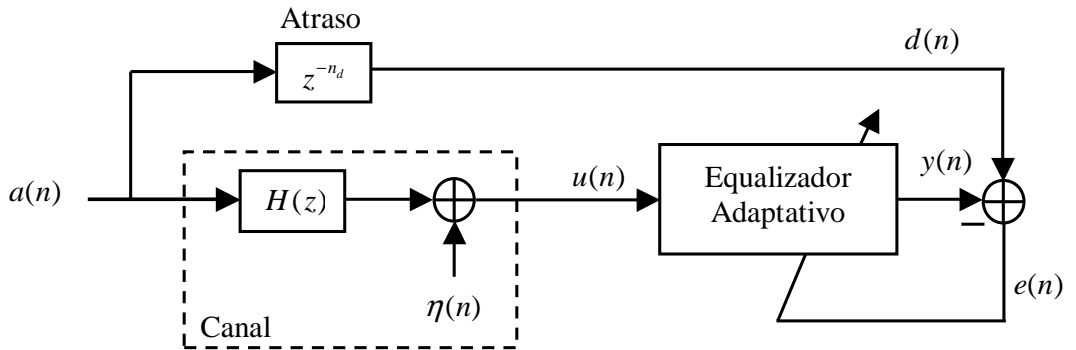 Atraso
z^{-n_d}
d(n)
a(n)
H(z)
u(n)
Equalizador
Adaptativo
y(n)
η(n)
Canal
e(n)